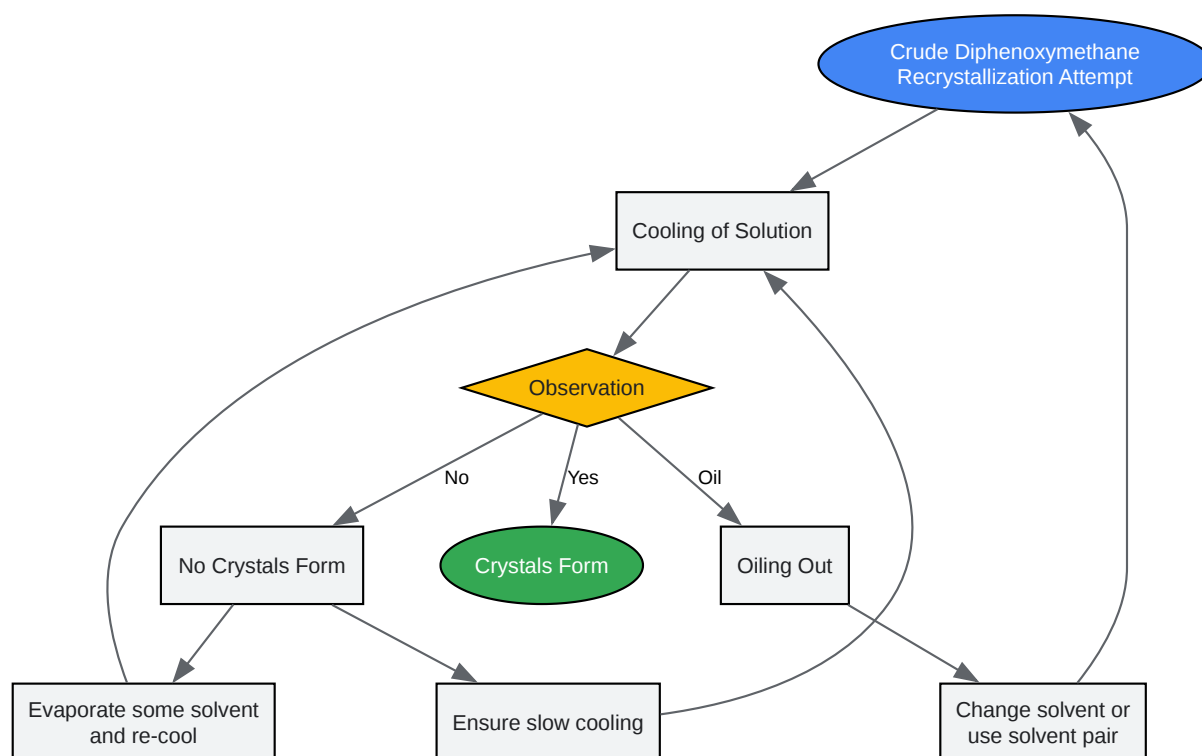 Crude Diphenoxymethane
Recrystallization Attempt
Cooling of Solution
Observation
No
Yes
Oil
No Crystals Form
Crystals Form
Oiling Out
Evaporate some solvent
and re-cool
Ensure slow cooling
Change solvent or
use solvent pair